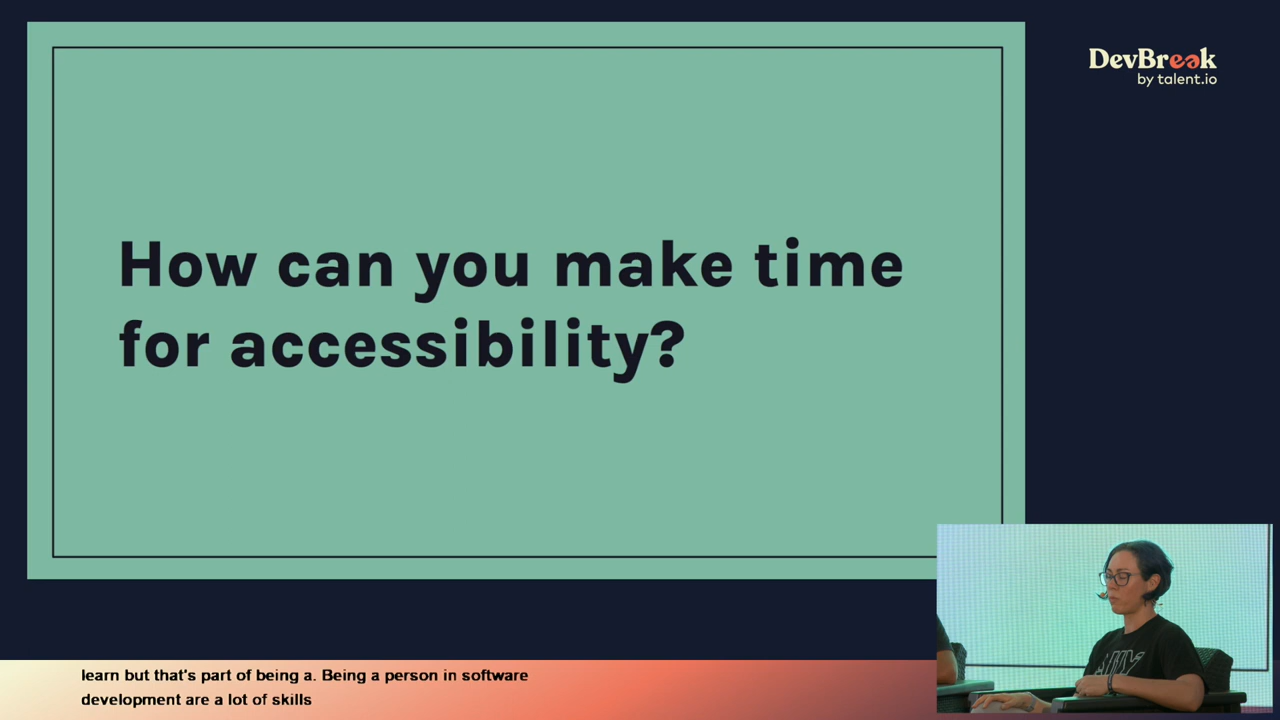 DevBreak
by talent.io
How can you make time
for accessibility?
learn but that's part of being a. Being a person in software
development are a lot of skills